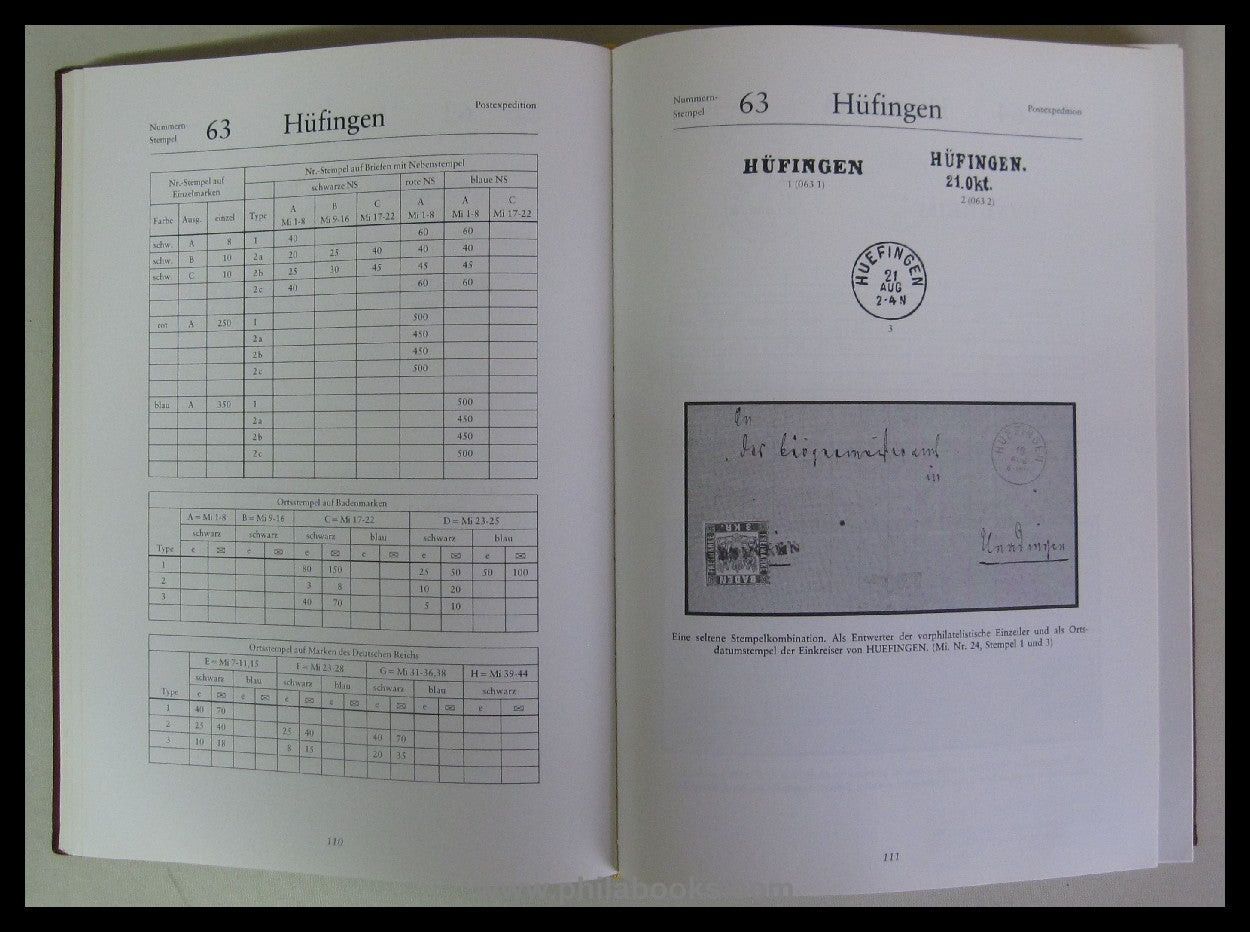 Nummern-
Stempel 63 Hüfingen Postexpedition
Nr.-Stempel auf Einzelmarken Nr.-Stempel auf Briefen mit Nebenstempel
schwarze NS rote NS blaue NS
Farbe Ausg. einzel Type A B C A A C
Mi 1-8 Mi 9-16 Mi 17-22 Mi 1-8 Mi 1-8 Mi 17-22
schw. A 8 1 40 60 60
schw. B 10 2a 20 25 40 40 40
schw. C 10 2b 25 30 45 45 45
2c 40 60 60
rot A 250 1 500
2a 450
2b 450
2c 500
blau A 350 1 500
2a 450
2b 450
2c 500
Ortsstempel auf Badenmarken
A = Mi 1-8 B = Mi 9-16 C = Mi 17-22 D = Mi 23-25
schwarz schwarz schwarz blau schwarz blau
Type e ✉ e ✉ e ✉ e ✉ e ✉ e ✉
1 80 150 25 50 50 100
2 3 8 10 20
3 40 70 5 10
Ortsstempel auf Marken des Deutschen Reichs
E = Mi 7-11,15 F = Mi 23-28 G = Mi 31-36,38 H = Mi 39-44
schwarz blau schwarz blau schwarz blau schwarz
Type e ✉ e ✉ e ✉ e ✉ e ✉ e ✉ e ✉
1 40 70
2 25 40 25 40 40 70
3 10 18 8 15 20 35
110
Nummern-
Stempel 63 Hüfingen Postexpedition
HÜFINGEN
1 (063 1)
HÜFINGEN.
21.Okt.
2 (063 2)
HUEFINGEN
21
AUG
2-4 N
3
HUEFINGEN
3 KR.
BADEN
Eine seltene Stempelkombination. Als Entwerter der vorphilatelistische Einzeiler und als Orts-
datumstempel der Einkreiser von HUEFINGEN. (Mi. Nr. 24, Stempel 1 und 3)
111
www.philabooks.com